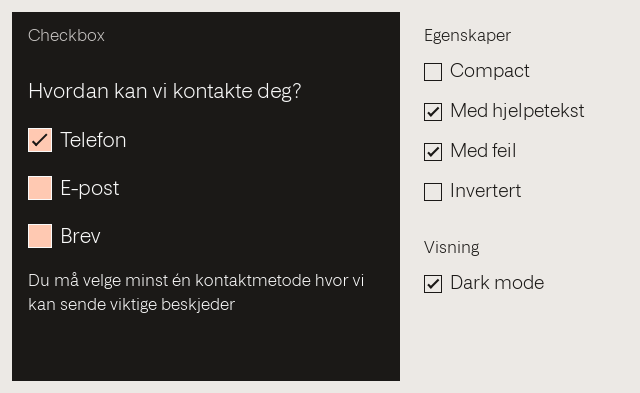 Checkbox
Hvordan kan vi kontakte deg?
Telefon
E-post
Brev
Du må velge minst én kontaktmetode hvor vi
kan sende viktige beskjeder
Egenskaper
Compact
Med hjelpetekst
Med feil
Invertert
Visning
Dark mode